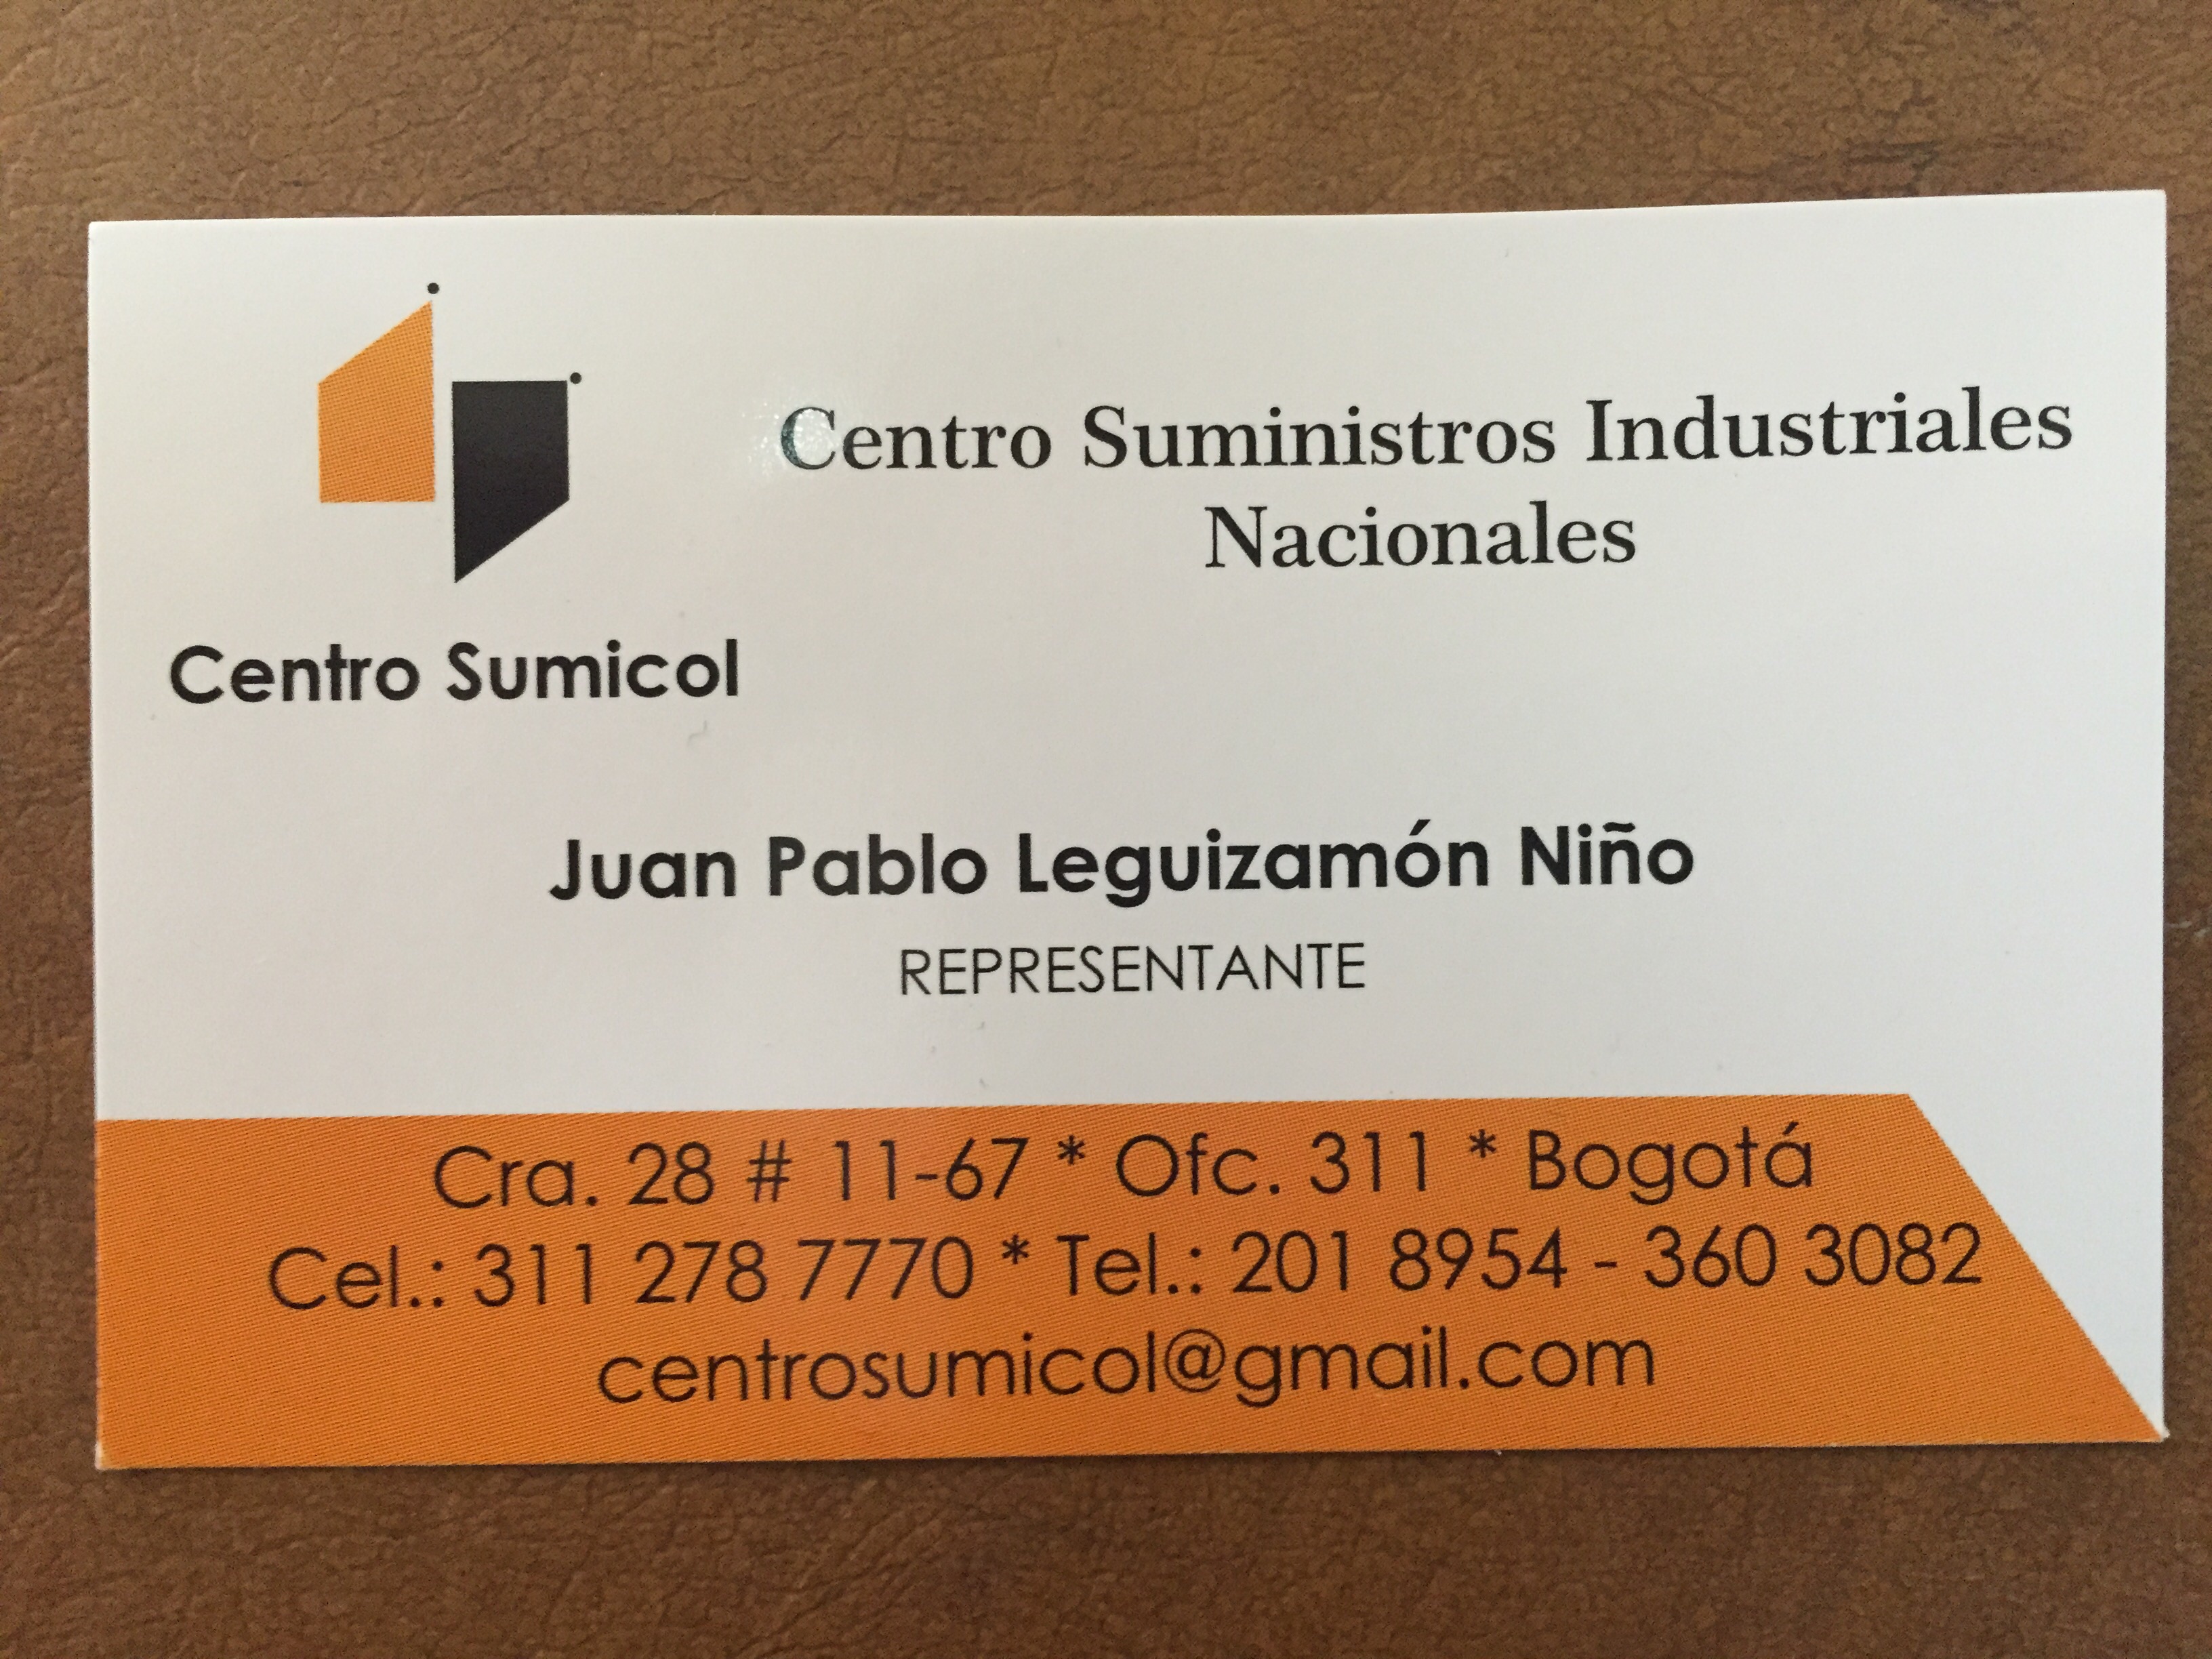 Centro Suministros Industriales
Nacionales
Centro Sumicol
Juan Pablo Leguizamón Niño
REPRESENTANTE
Cra. 28 # 11-67 * Ofc. 311 * Bogotá
Cel.: 311 278 7770 * Tel.: 201 8954 - 360 3082
centrosumicol@gmail.com